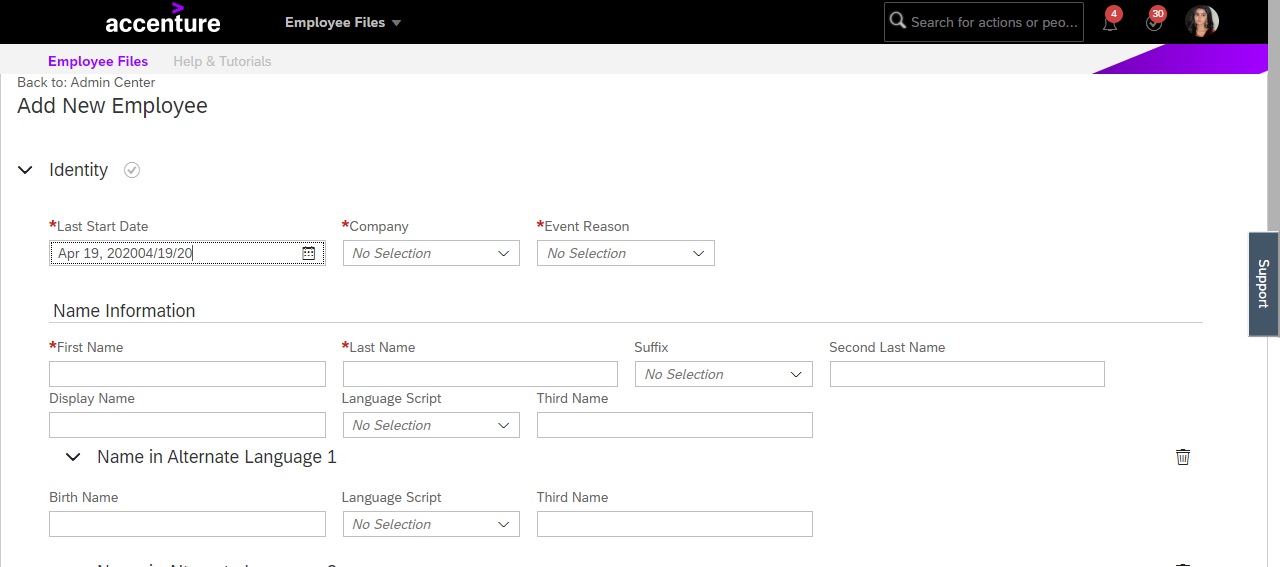 accenture
Employee Files
Search for actions or peo...
4
30
Employee Files
Help & Tutorials
Back to: Admin Center
Add New Employee
Identity
*Last Start Date
*Company
*Event Reason
Apr 19, 202004/19/20
No Selection
No Selection
Support
Name Information
*First Name
*Last Name
Suffix
Second Last Name
No Selection
Display Name
Language Script
Third Name
No Selection
Name in Alternate Language 1
Birth Name
Language Script
Third Name
No Selection